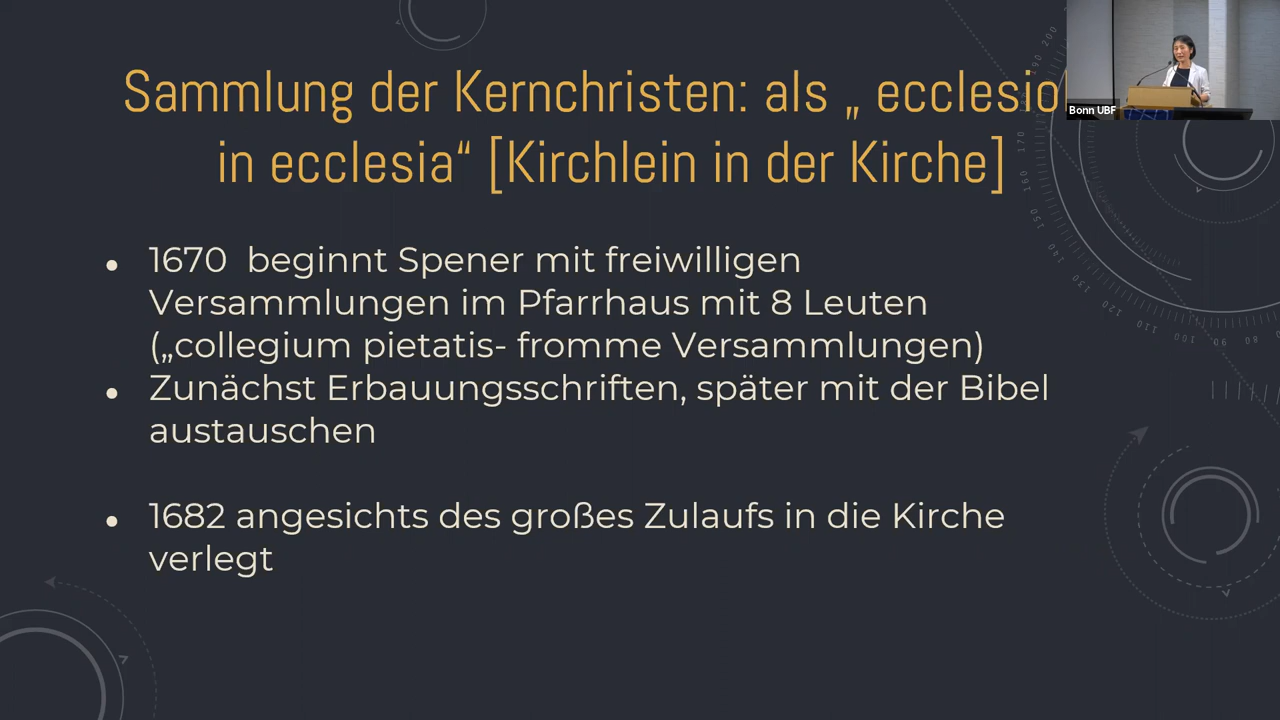 Sammlung der Kernchristen: als „
in ecclesia“ [Kirchlein in der Kirche]
Bonn UBF
• 1670 beginnt Spener mit freiwilligen
Versammlungen im Pfarrhaus mit 8 Leuten
(„collegium pietatis- fromme Versammlungen)
• Zunächst Erbauungsschriften, später mit der Bibel
austauschen
• 1682 angesichts des großes Zulaufs in die Kirche
verlegt